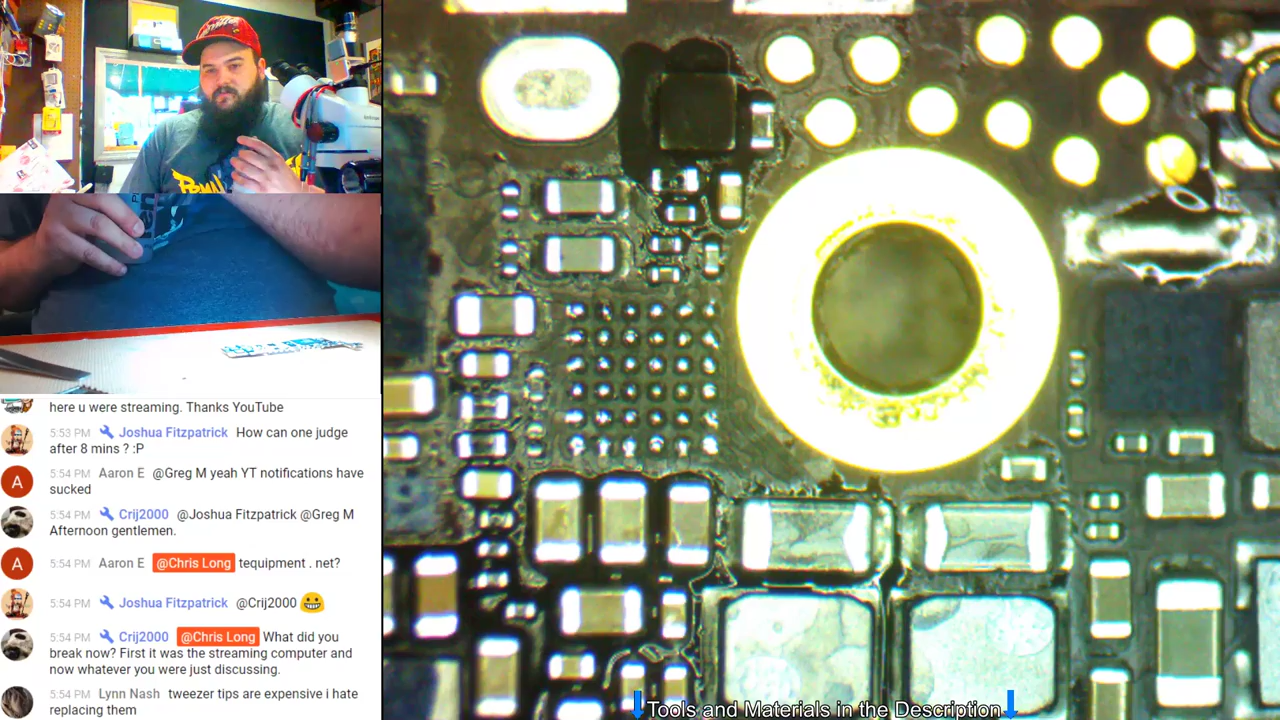 here u were streaming. Thanks YouTube
5:53 PM Joshua Fitzpatrick How can one judge
after 8 mins ? :P
A 5:54 PM Aaron E @Greg M yeah YT notifications have
sucked
5:54 PM Crij2000 @Joshua Fitzpatrick @Greg M
Afternoon gentlemen.
A 5:54 PM Aaron E @Chris Long tequipment . net?
5:54 PM Joshua Fitzpatrick @Crij2000 😀
5:54 PM Crij2000 @Chris Long What did you
break now? First it was the streaming computer and
now whatever you were just discussing.
5:54 PM Lynn Nash tweezer tips are expensive i hate
replacing them
Tools and Materials in the Description